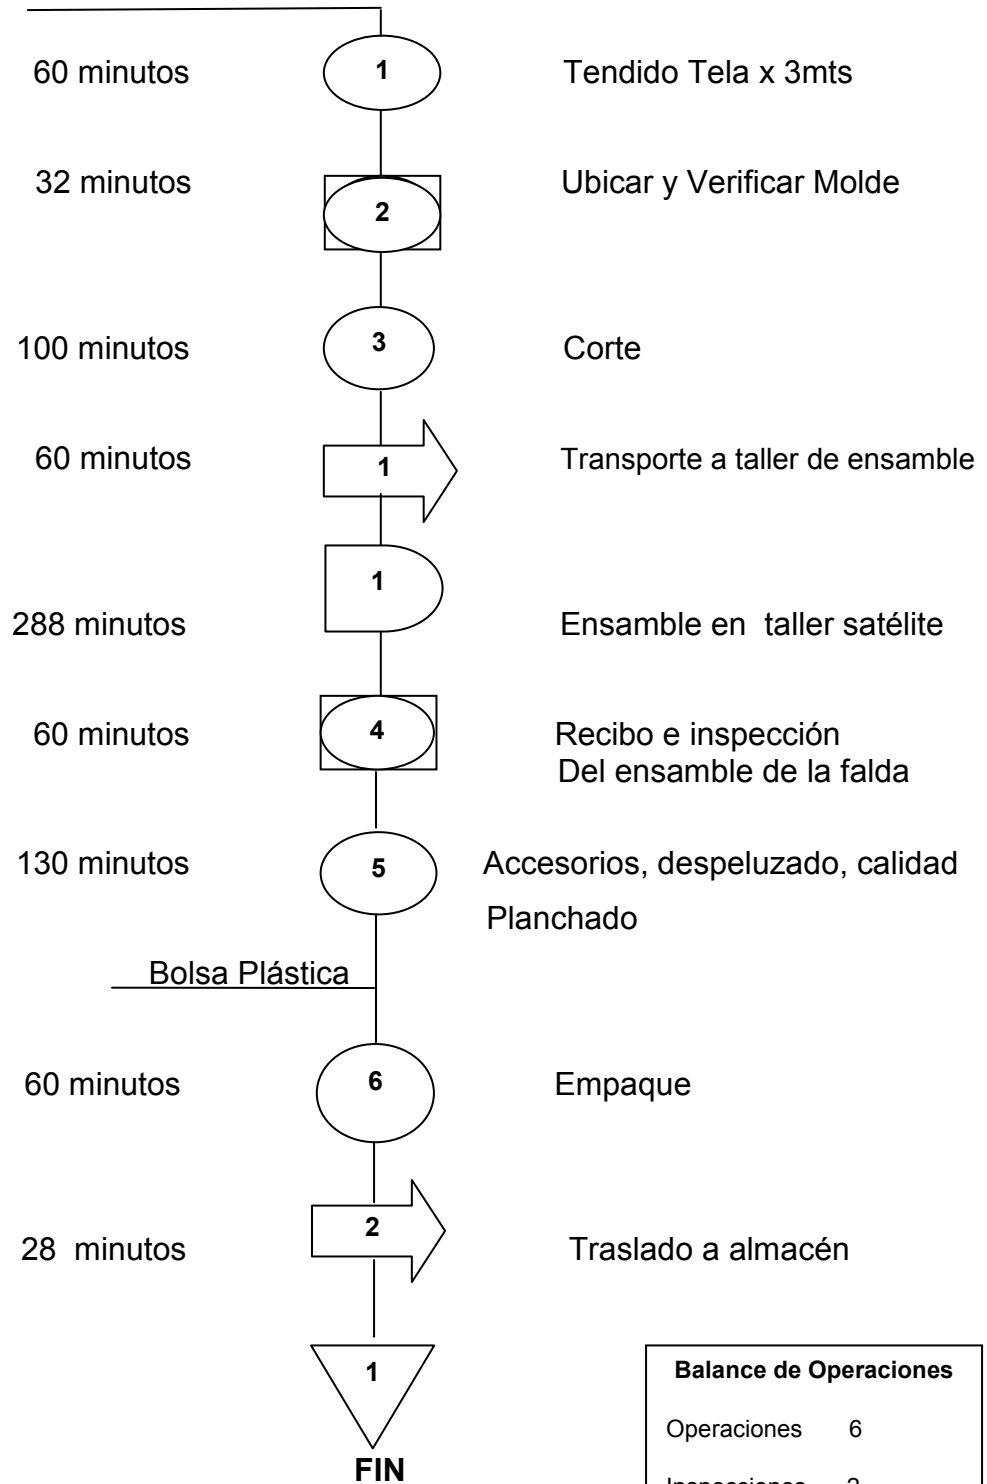 60 minutos 1 Tendido Tela x 3mts
32 minutos 2 Ubicar y Verificar Molde
100 minutos 3 Corte
60 minutos 1 Transporte a taller de ensamble
1
288 minutos Ensamble en taller satélite
60 minutos 4 Recibo e inspección
Del ensamble de la falda
130 minutos 5 Accesorios, despeluzado, calidad
Planchado
Bolsa Plástica
60 minutos 6 Empaque
2
28 minutos Traslado a almacén
1
FIN
Balance de Operaciones
Operaciones 6
Inspecciones 2